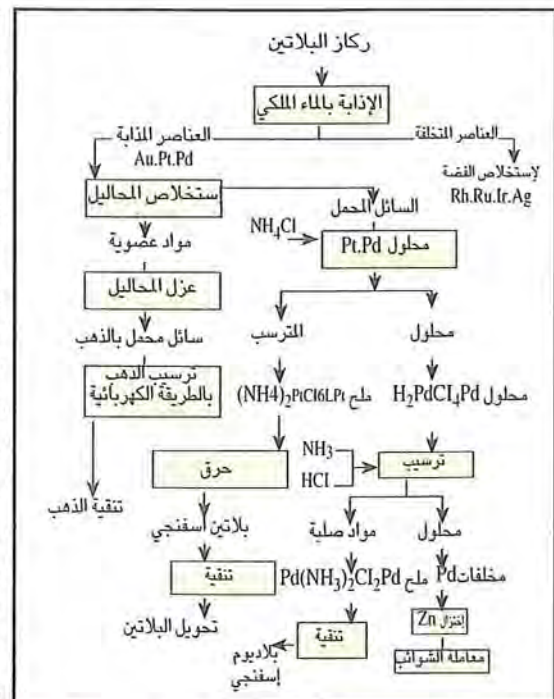 ركاز البلاتين
الإذابة بالماء الملكي
العناصر المذابة
Au.Pt.Pd
العناصر المتخلفة
لإستخلاص الفضة
Rh.Ru.Ir.Ag
إستخلاص المحاليل
السائل المحمل
NH₄Cl
محلول Pt.Pd
مواد عضوية
عزل المحاليل
سائل محمل بالذهب
ترسيب الذهب
بالطريقة الكهربائية
تنقية الذهب
المترسب
محلول
ملح (NH4)₂PtCl6LPt
محلول H₂PdCl₄Pd
حرق
NH₃
HCl
ترسيب
بلاتين أسفنجي
مواد صلبة
محلول
تنقية
ملح Pd(NH₃)₂Cl₂Pd
مخلفات Pd
تحويل البلاتين
تنقية
إختزال Zn
بلاديوم
إسفنجي
معاملة الشوائب